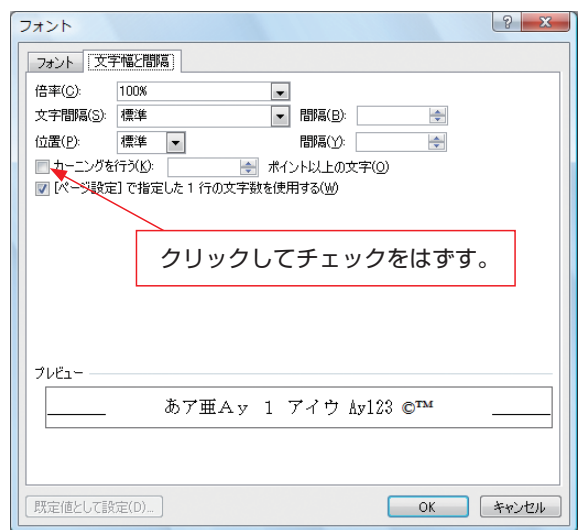 フォント
フォント 文字幅と間隔
倍率(C): 100%
文字間隔(S): 標準 間隔(B):
位置(P): 標準 間隔(Y):
カーニングを行う(K): ポイント以上の文字(O)
[ページ設定] で指定した 1 行の文字数を使用する(W)
クリックしてチェックをはずす。
プレビュー
あア亜Ay 1 アイウ Ay123 ©™
既定値として設定(D)... OK キャンセル